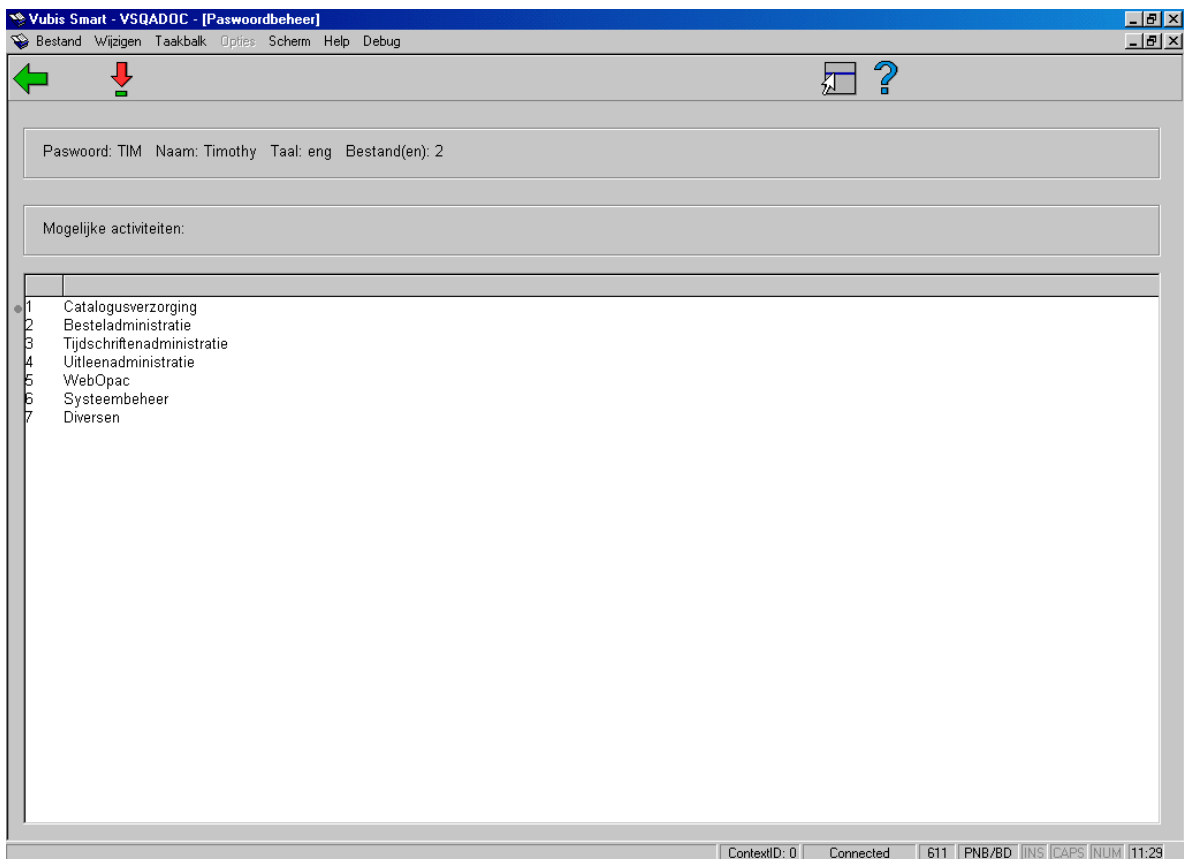 Vubis Smart - VSQADOC - [Paswoordbeheer]
Bestand Wijzigen Taakbalk Opties Scherm Help Debug
?
Paswoord: TIM Naam: Timothy Taal: eng Bestand(en): 2
Mogelijke activiteiten:
1 Catalogusverzorging
2 Besteladministratie
3 Tijdschriftenadministratie
4 Uitleenadministratie
5 WebOpac
6 Systeembeheer
7 Diversen
ContextID: 0 Connected 611 PNB/BD INS CAPS NUM 11:29